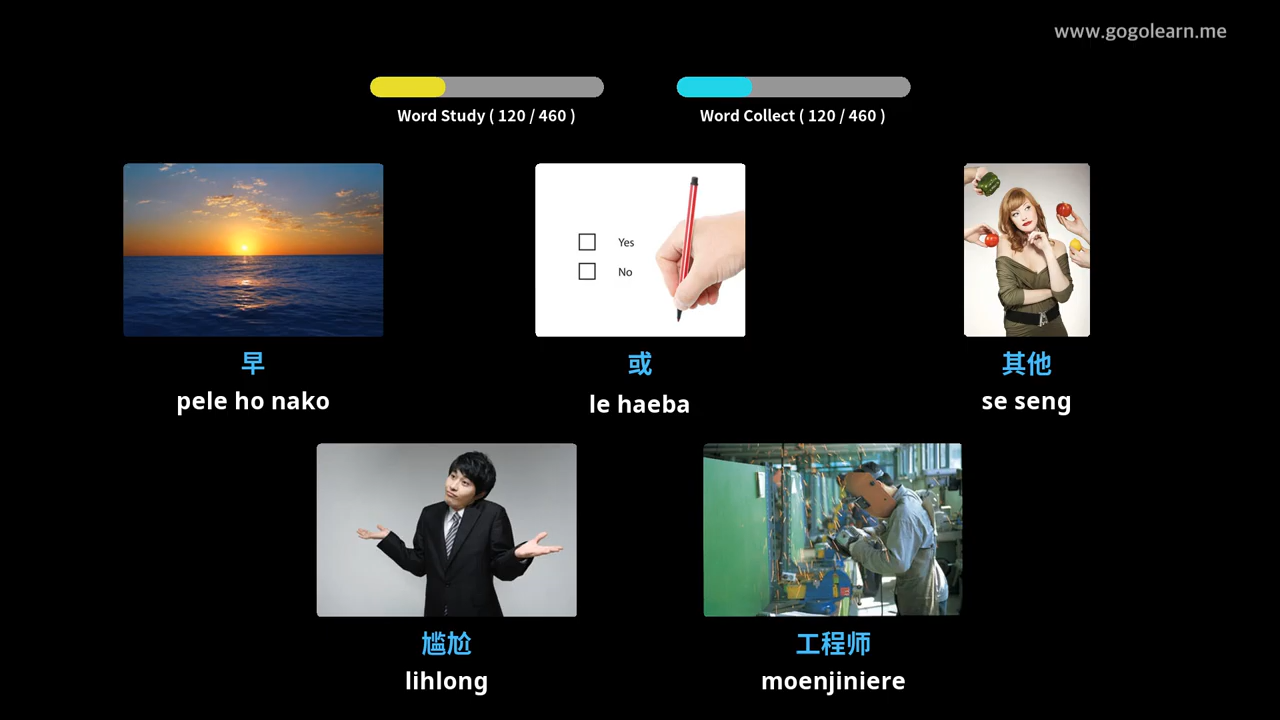 www.gogolearn.me
Word Study ( 120 / 460 )
Word Collect ( 120 / 460 )
Yes
No
早
或
其他
pele ho nako
le haeba
se seng
尴尬
工程师
lihlong
moenjiniere